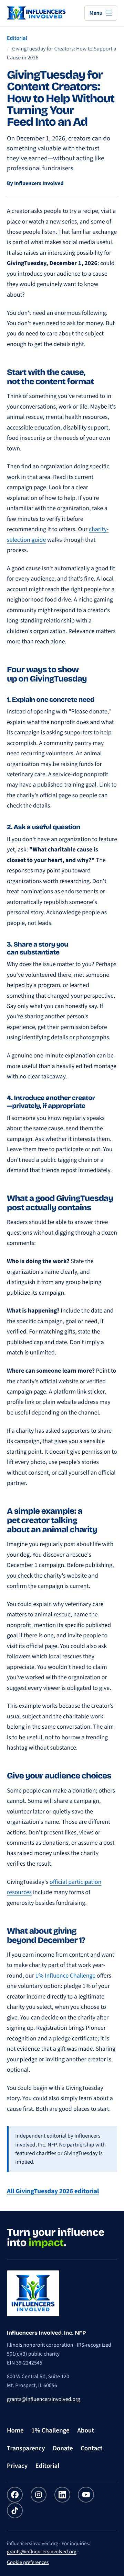 INFLUENCERS
INVOLVED
Menu
Editorial
/
GivingTuesday for Creators: How to Support a
Cause in 2026
GivingTuesday for
Content Creators:
How to Help Without
Turning Your
Feed Into an Ad
On December 1, 2026, creators can do
something valuable with the trust
they've earned—without acting like
professional fundraisers.
By Influencers Involved
A creator asks people to try a recipe, visit a
place or watch a new series, and some of
those people listen. That familiar exchange
is part of what makes social media useful.
It also raises an interesting possibility for
GivingTuesday, December 1, 2026: could
you introduce your audience to a cause
they will be genuinely interested to know
about?
You don't need an enormous following.
You don't even need to ask for money. But
you do need to care about the subject
enough to get the details right.
Start with the cause,
not the content format
Think of something you've returned to in
your conversations, work or life. Maybe it's
animal rescue, mental health resources,
accessible education, disability support,
food insecurity or the needs of your own
town.
Then find an organization doing specific
work in that area. Read its current
campaign page. Look for a clear
explanation of how to help. If you're
unfamiliar with the organization, take a
few minutes to verify it before
recommending it to others. Our charity-
selection guide walks through that
process.
A good cause isn't automatically a good fit
for every audience, and that's fine. A local
account might reach people right for a
neighborhood food drive. A niche creative
community might respond to a creator's
long-standing relationship with a
children's organization. Relevance matters
more than reach alone.
Four ways to show
up on GivingTuesday
1. Explain one concrete need
Instead of opening with "Please donate,"
explain what the nonprofit does and what
its campaign is asking supporters to help
accomplish. A community pantry may
need recurring volunteers. An animal
organization may be raising funds for
veterinary care. A service-dog nonprofit
may have a published training goal. Link to
the charity's official page so people can
check the details.
2. Ask a useful question
If you don't have an organization to feature
yet, ask: "What charitable cause is
closest to your heart, and why?" The
responses may point you toward
something worth researching. Don't
treat nominations as endorsements or
automatically republish someone's
personal story. Acknowledge people as
people, not leads.
3. Share a story you
can substantiate
Why does the issue matter to you? Perhaps
you've volunteered there, met someone
helped by a program, or learned
something that changed your perspective.
Say only what you can honestly say. If
you're sharing another person's
experience, get their permission before
using identifying details or photographs.
A genuine one-minute explanation can be
more useful than a heavily edited montage
with no clear takeaway.
4. Introduce another creator
—privately, if appropriate
If someone you know regularly speaks
about the same cause, send them the
campaign. Ask whether it interests them.
Leave them free to participate or not. You
don't need a public tagging chain or a
demand that friends repost immediately.
What a good GivingTuesday
post actually contains
Readers should be able to answer three
questions without digging through a dozen
comments:
Who is doing the work? State the
organization's name clearly, and
distinguish it from any group helping
publicize its campaign.
What is happening? Include the date and
the specific program, goal or need, if
verified. For matching gifts, state the
published cap and date. Don't imply a
match is unlimited.
Where can someone learn more? Point to
the charity's official website or verified
campaign page. A platform link sticker,
profile link or plain website address may
be useful depending on the channel.
If a charity has asked supporters to share
its campaign, that gives you a sensible
starting point. It doesn't give permission to
lift every photo, use people's stories
without consent, or call yourself an official
partner.
A simple example: a
pet creator talking
about an animal charity
Imagine you regularly post about life with
your dog. You discover a rescue's
December 1 campaign. Before publishing,
you check the charity's website and
confirm the campaign is current.
You could explain why veterinary care
matters to animal rescue, name the
nonprofit, mention its specific published
goal if there is one, and invite people to
visit its official page. You could also ask
followers which local rescues they
appreciate. You wouldn't need to claim
you've worked with the organization or
suggest every viewer is obligated to give.
This example works because the creator's
usual subject and the charitable work
belong in the same conversation. The aim
is to be useful, not to borrow a trending
hashtag without substance.
Give your audience choices
Some people can make a donation; others
cannot. Some will share a campaign,
volunteer or simply learn about an
organization's work. Those are different
actions. Don't present likes, views or
comments as donations, or assume a post
has raised money unless the charity
verifies the result.
GivingTuesday's official participation
resources include many forms of
generosity besides fundraising.
What about giving
beyond December 1?
If you earn income from content and want
to make charity part of that work year-
round, our 1% Influence Challenge offers
one way to plan it. You choose what
creator income to include, a legitimate
charity you select, when you choose to
give. You can decide on the charity after
signing up. Registration brings Pioneer
recognition and a pledge certificate; it is
not evidence that a gift was made. Sharing
your pledge or inviting another creator is
optional.
You could begin with a GivingTuesday
story. You could also simply learn about a
cause first. Both are good places to start.
Independent editorial by Influencers
Involved, Inc, NFP. No partnership with
featured charities or GivingTuesday is
implied.
All GivingTuesday 2026 editorial
Turn your influence
into impact.
INFLUENCERS
INVOLVED
Influencers Involved, Inc, NFP
Illinois nonprofit corporation · IRS-recognized
501(c)(3) public charity
EIN 39-2242545
800 W Central Rd, Suite 120
Mt. Prospect, IL 60056
grants@influencersinvolved.org
Home 1% Challenge About
Transparency Donate Contact
Privacy Editorial
influencersinvolved.org · For inquiries:
grants@influencersinvolved.org
Cookie preferences